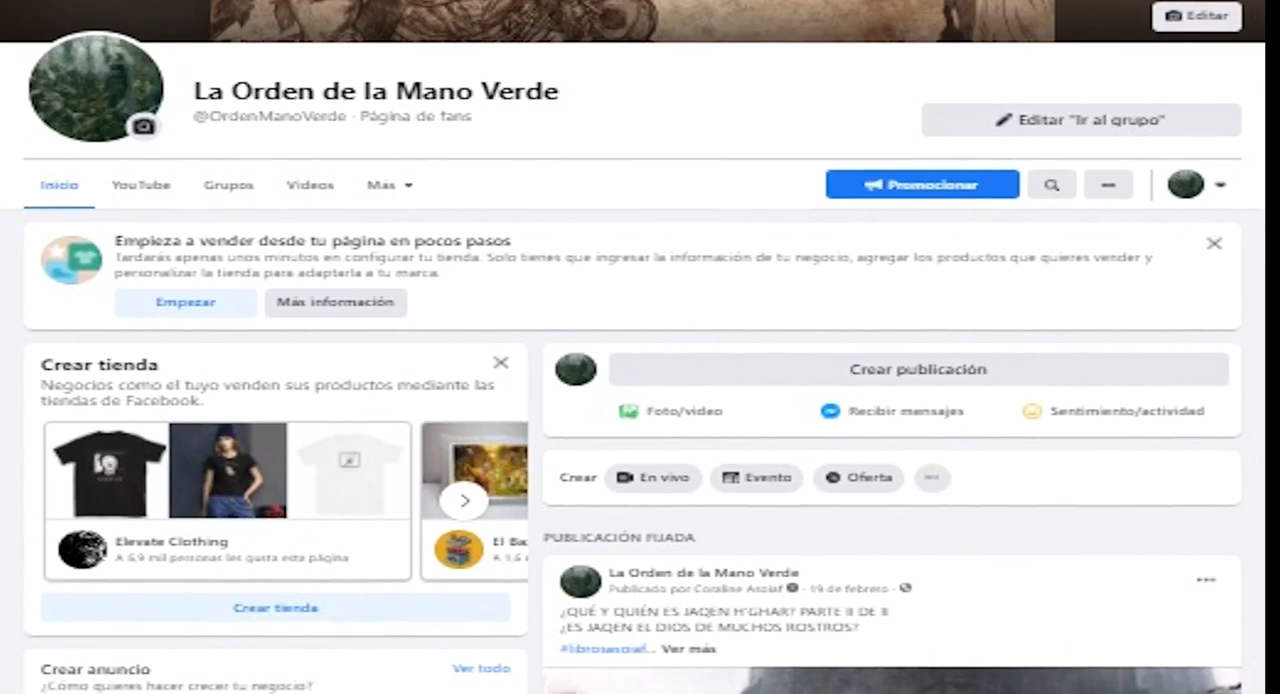 Editar
La Orden de la Mano Verde
@OrdenManoVerde · Página de fans
Editar "Ir al grupo"
Inicio
YouTube
Grupos
Videos
Más
Promocionar
Empieza a vender desde tu página en pocos pasos
Tardarás apenas unos minutos en configurar tu tienda. Solo tienes que ingresar la información de tu negocio, agregar los productos que quieres vender y
personalizar la tienda para adaptarla a tu marca.
Empezar
Más información
Crear tienda
Negocios como el tuyo venden sus productos mediante las
tiendas de Facebook.
Elevate Clothing
A 6,9 mil personas les gusta esta página
El Ba
A 1,6
Crear tienda
Crear anuncio
Ver todo
¿Cómo quieres hacer crecer tu negocio?
Crear publicación
Foto/video
Recibir mensajes
Sentimiento/actividad
Crear
En vivo
Evento
Oferta
PUBLICACIÓN FIJADA
La Orden de la Mano Verde
Publicado por Coraline Asoiaf · 19 de febrero ·
¿QUÉ Y QUIÉN ES JAQEN H'GHAR? PARTE II DE II
¿ES JAQEN EL DIOS DE MUCHOS ROSTROS?
#librosasoiaf... Ver más